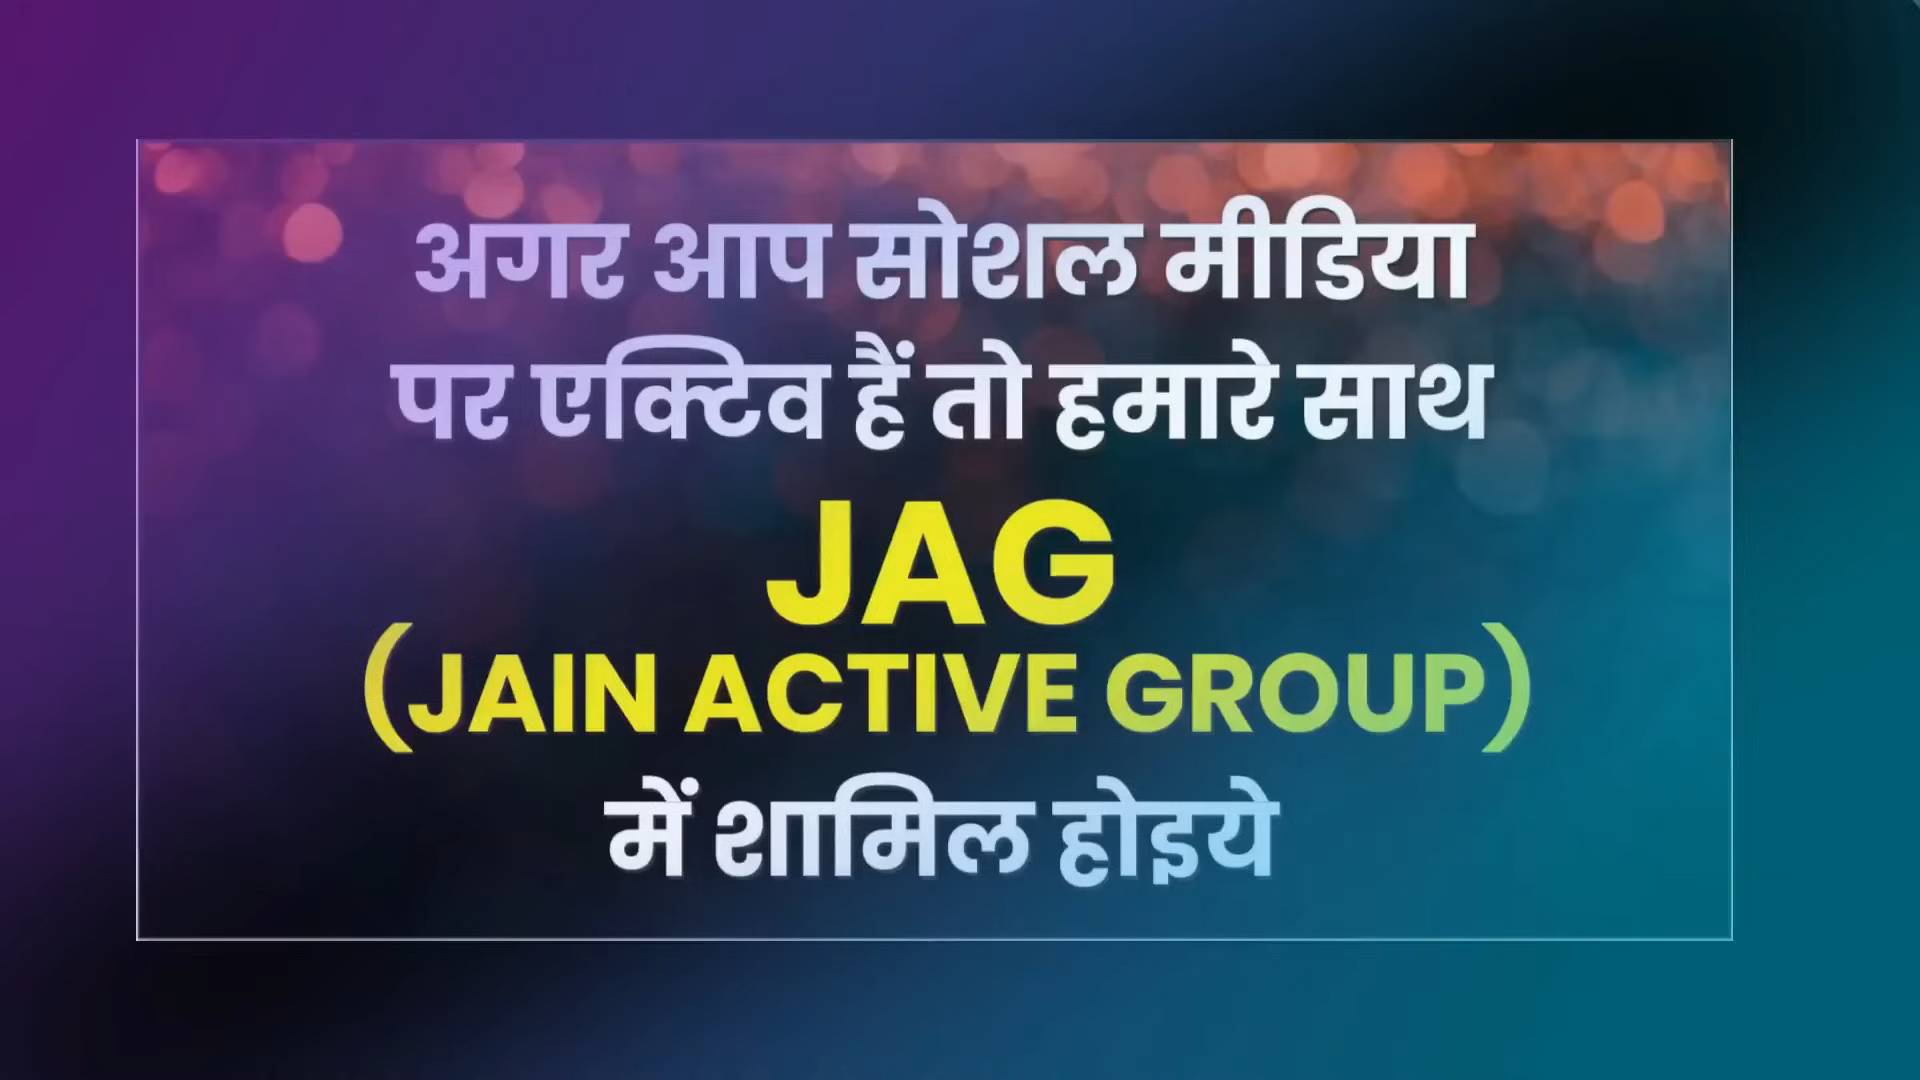 अगर आप सोशल मीडिया
पर एक्टिव हैं तो हमारे साथ
JAG
(JAIN ACTIVE GROUP)
में शामिल होइये